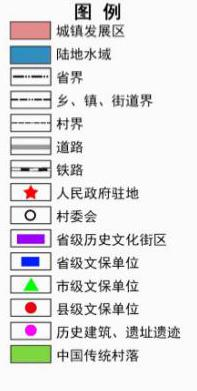 图 例
城镇发展区
陆地水域
省界
乡、镇、街道界
村界
道路
铁路
人民政府驻地
村委会
省级历史文化街区
省级文保单位
市级文保单位
县级文保单位
历史建筑、遗址遗迹
中国传统村落